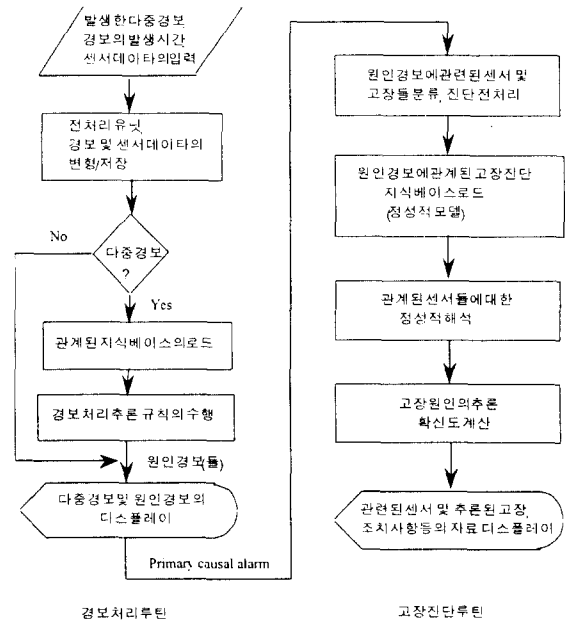 발생한다중경보
경보의발생시간
센서데이타의입력
전처리유닛,
경보및센서데이타의
변형/저장
No
다중경보
?
Yes
관계된지식베이스의로드
경보처리추론 규칙의수행
원인경보(들)
다중경보및 원인경보의
디스플레이
Primary causal alarm
경보처리루틴
원인경보에관련된센서 및
고장들분류, 진단전처리
원인경보에관계된고장진단
지식베이스로드
(정성적모델)
관계된센서들에대한
정성적해석
고장원인의추론
확신도계산
관련된센서 및 추론된고장,
조치사항등의자료디스플레이
고장진단루틴